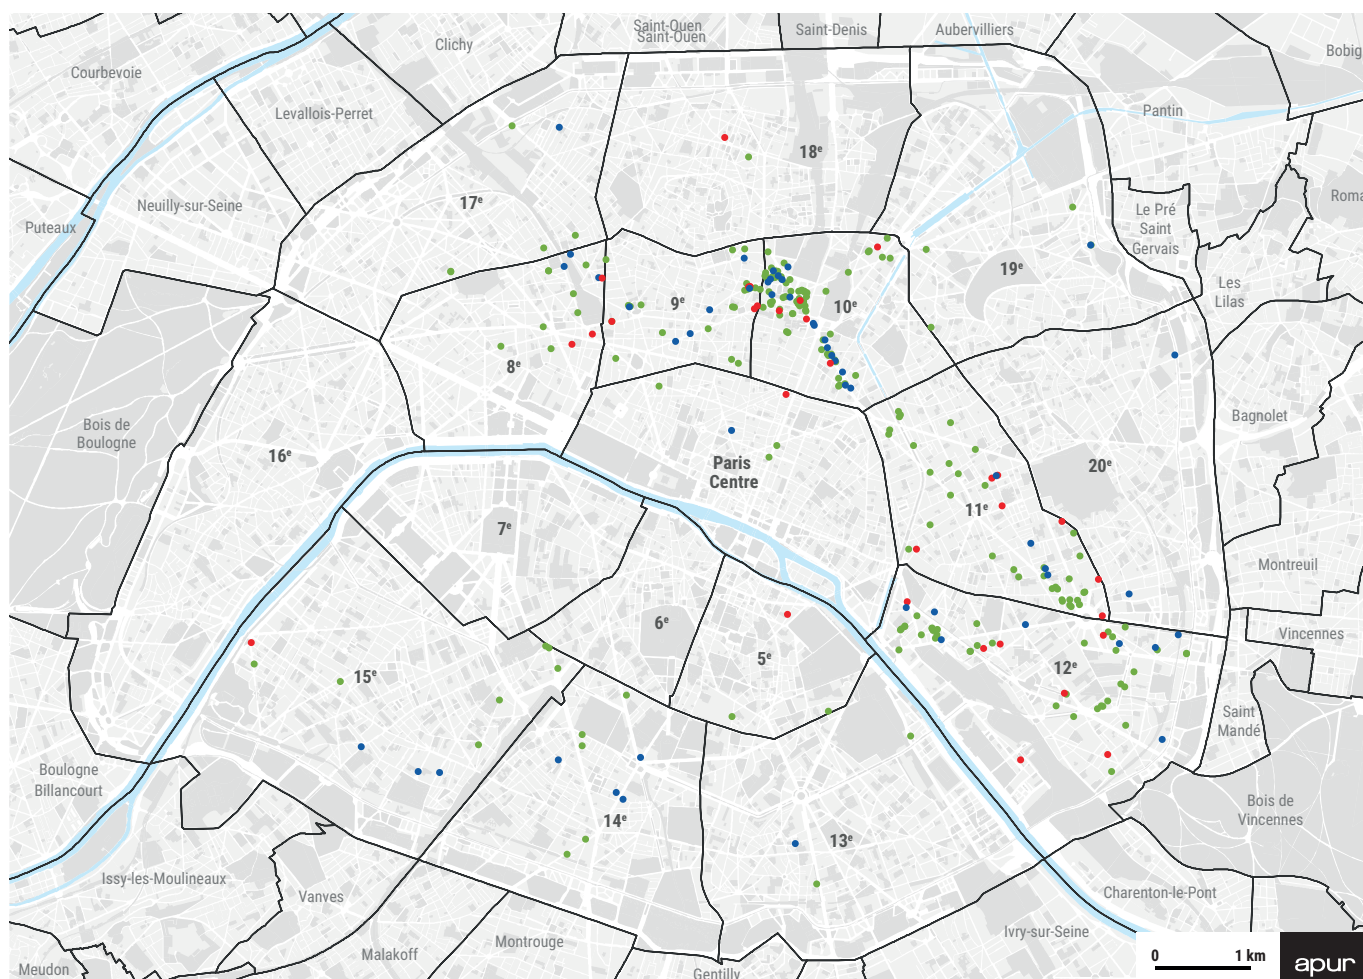 Saint-Ouen
Saint-Ouen
Saint-Denis
Aubervilliers
Clichy
Bobig
Courbevoie
Levallois-Perret
Pantin
18e
17e
Neuilly-sur-Seine
Puteaux
Le Pré
Saint
Gervais
Roma
19e
Les
Lilas
9e
10e
8e
Bois de
Boulogne
Bagnolet
16e
Paris
Centre
20e
11e
7e
Montreuil
6e
5e
Vincennes
15e
12e
Saint
Mandé
Boulogne
Billancourt
14e
13e
Bois de
Vincennes
Issy-les-Moulineaux
Vanves
Charenton-le-Pont
Ivry-sur-Seine
Montrouge
Malakoff
Meudon
Gentilly
0 1 km
apur